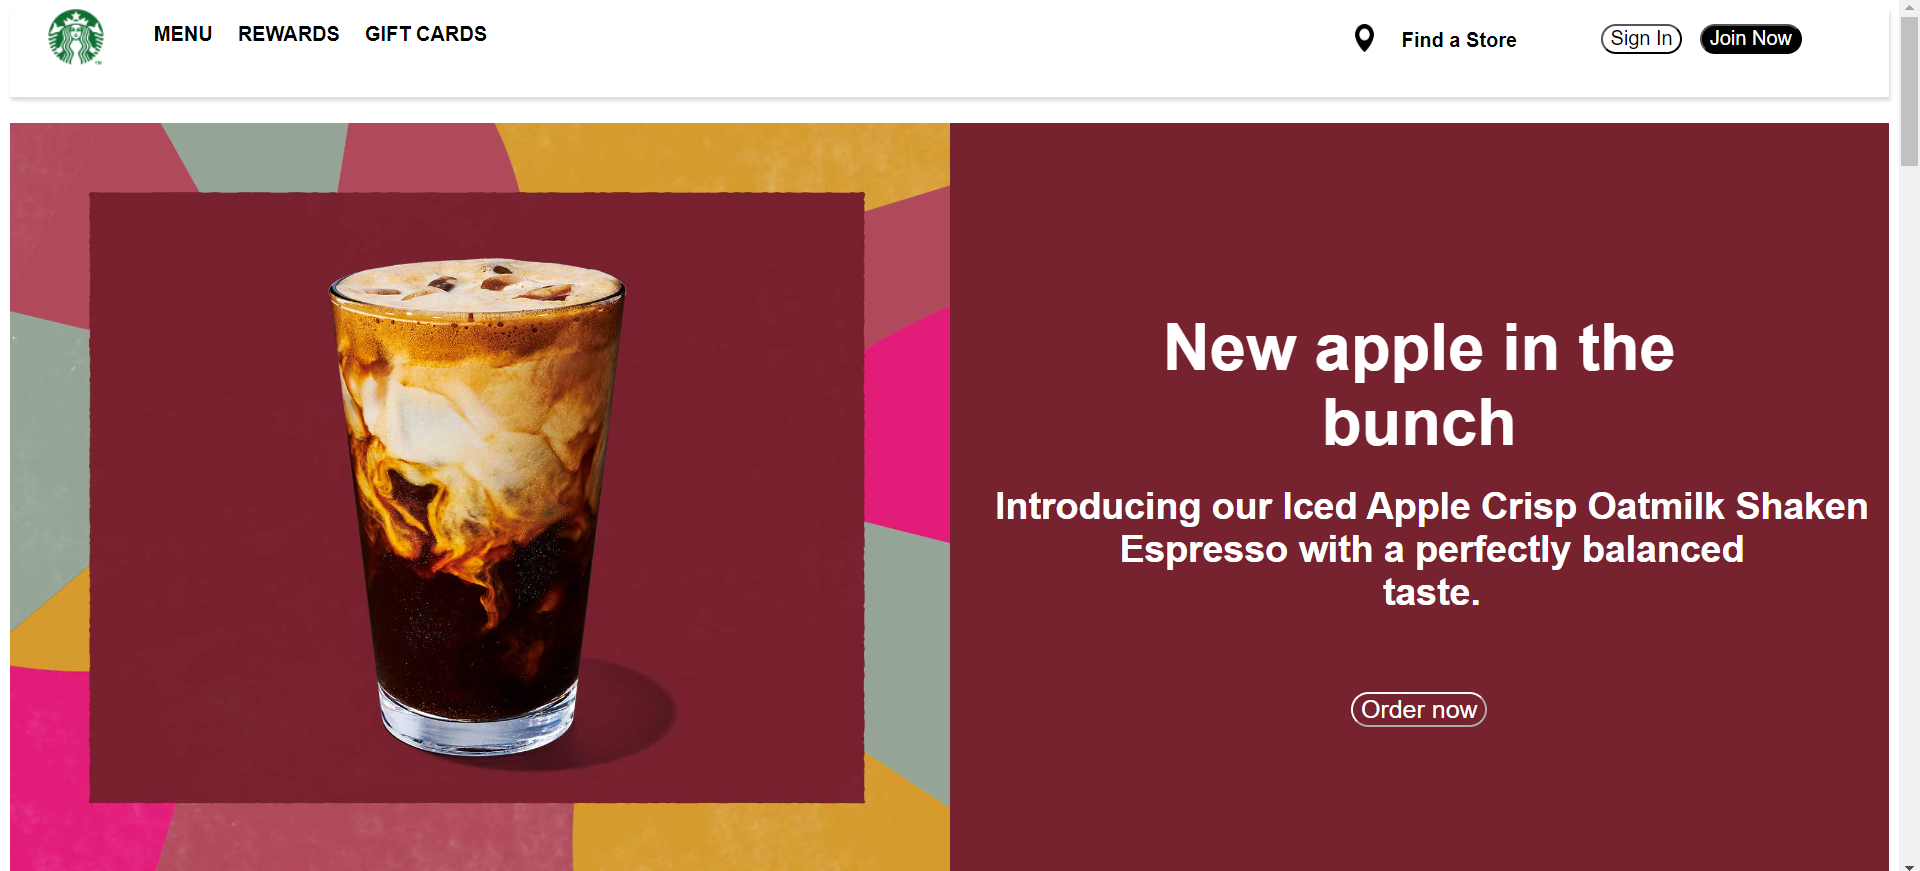 MENU REWARDS GIFT CARDS Find a Store Sign In Join Now
New apple in the
bunch
Introducing our Iced Apple Crisp Oatmilk Shaken
Espresso with a perfectly balanced
taste.
Order now